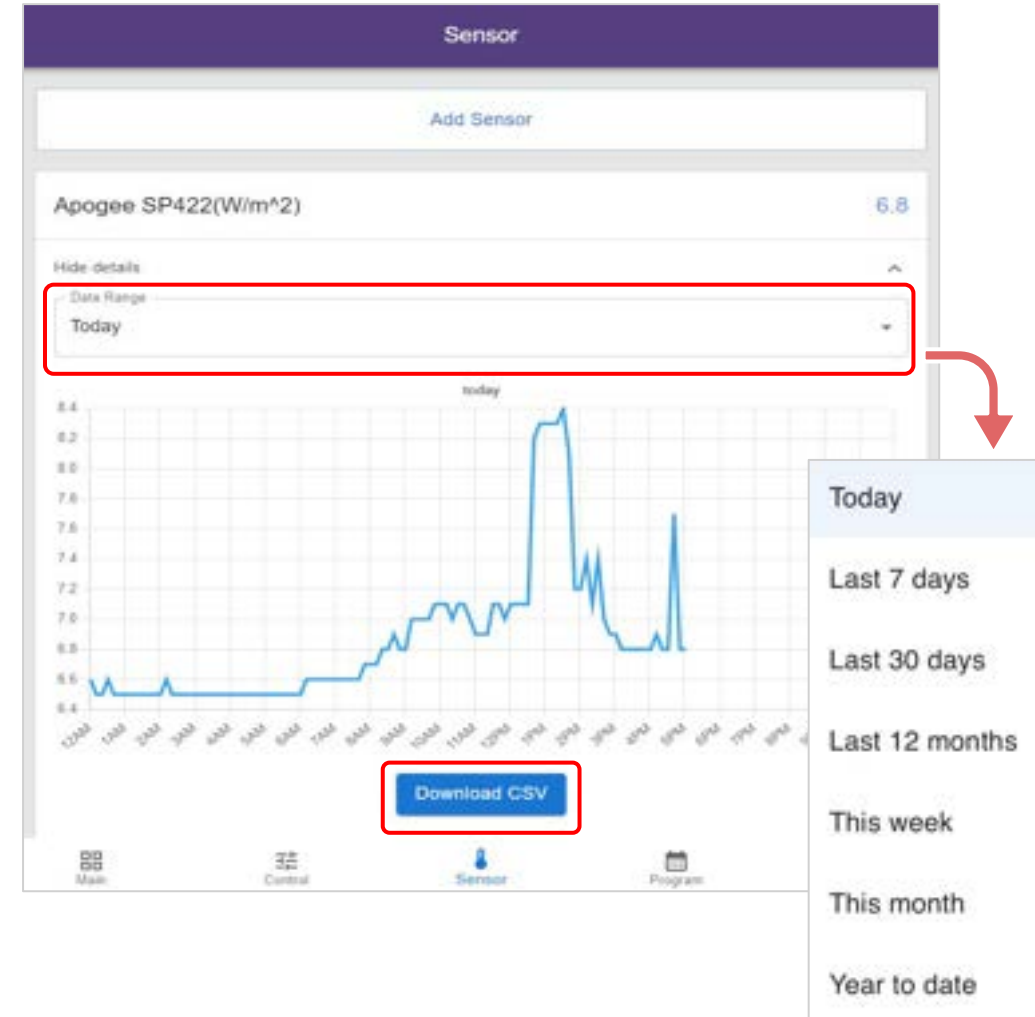 Sensor
Add Sensor
Apogee SP422(W/m^2)
6.8
Hide details
Date Range
Today
today
8.4
8.2
8.0
7.8
7.6
7.4
7.2
7.0
6.8
6.6
6.4
12AM 1AM 2AM 3AM 4AM 5AM 6AM 7AM 8AM 9AM 10AM 11AM 12PM 1PM 2PM 3PM 4PM 5PM 6PM 7PM 8PM
Download CSV
Main
Control
Sensor
Program
Today
Last 7 days
Last 30 days
Last 12 months
This week
This month
Year to date